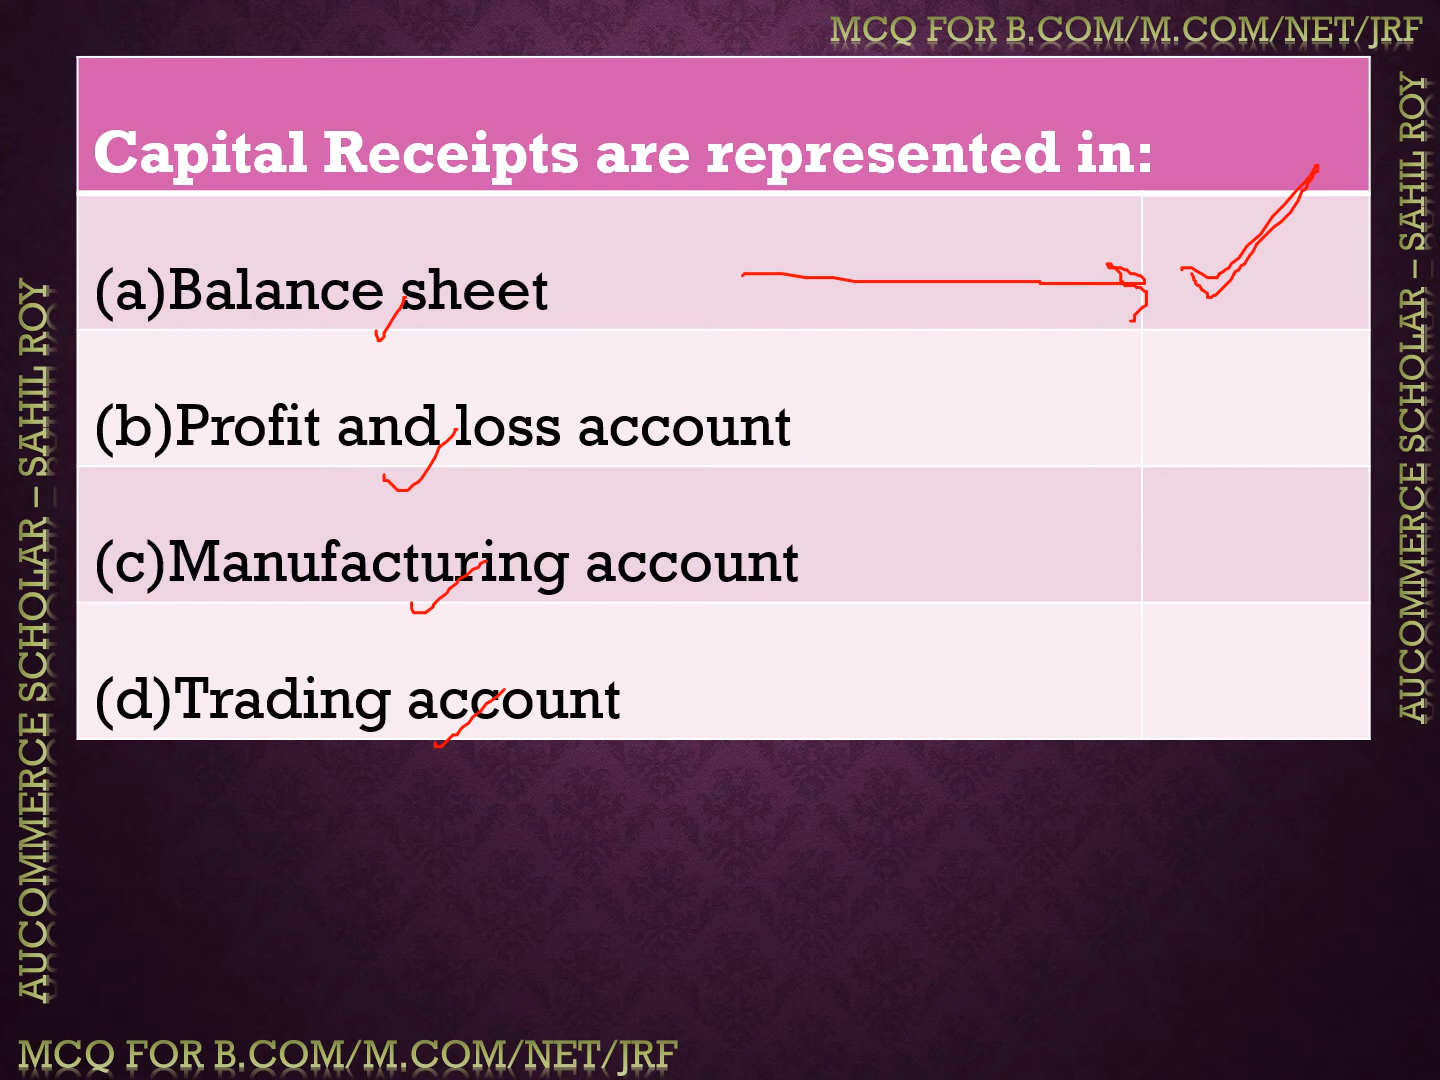 MCQ FOR B.COM/M.COM/NET/JRF
Capital Receipts are represented in:
(a)Balance sheet
(b)Profit and loss account
(c)Manufacturing account
(d)Trading account
AUCOMMERCE SCHOLAR – SAHIL ROY
AUCOMMERCE SCHOLAR – SAHIL ROY
MCQ FOR B.COM/M.COM/NET/JRF